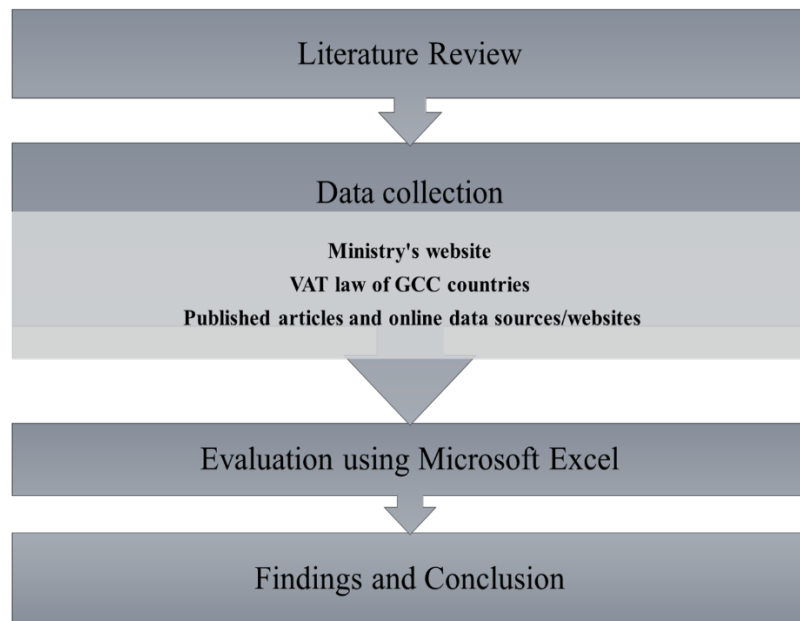 Literature Review
Data collection
Ministry's website
VAT law of GCC countries
Published articles and online data sources/websites
Evaluation using Microsoft Excel
Findings and Conclusion